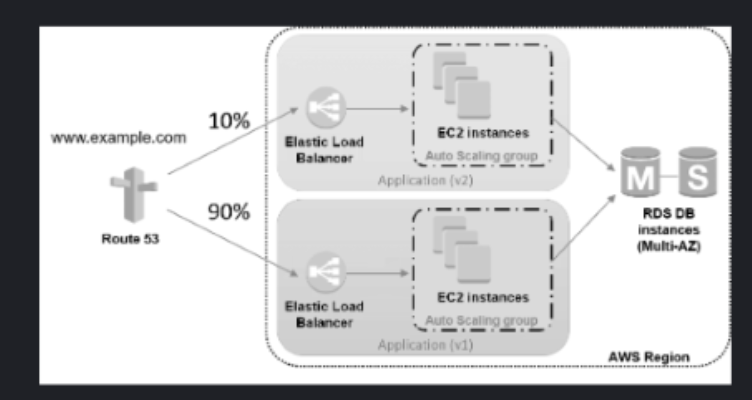 www.example.com
Route 53
10%
90%
Elastic Load
Balancer
EC2 instances
Auto Scaling group
Application (v2)
Elastic Load
Balancer
EC2 instances
Auto Scaling group
Application (v1)
M
S
RDS DB
instances
(Multi-AZ)
AWS Region